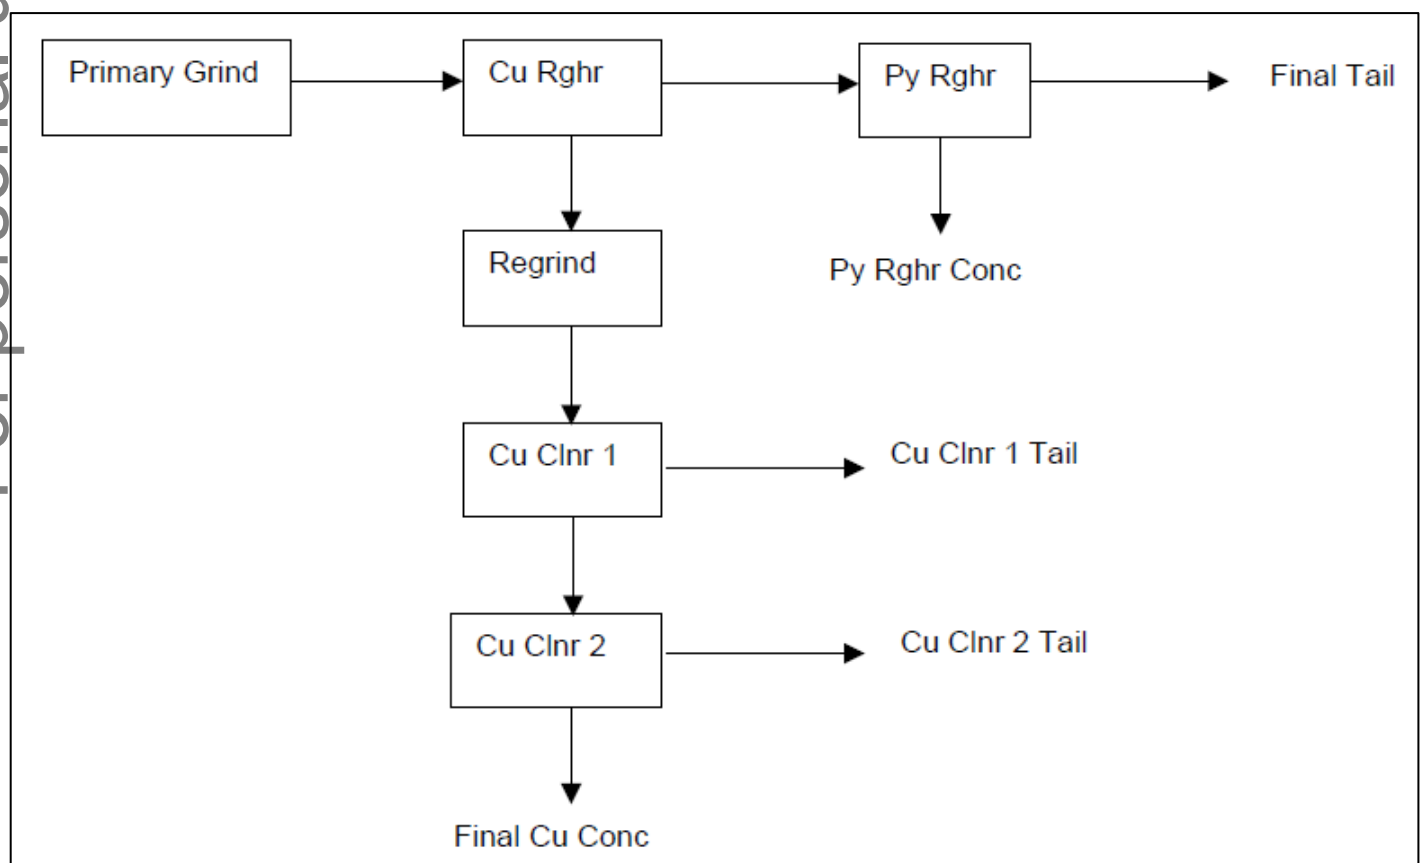 Primary Grind
Cu Rghr
Py Rghr
Final Tail
Regrind
Py Rghr Conc
Cu Clnr 1
Cu Clnr 1 Tail
Cu Clnr 2
Cu Clnr 2 Tail
Final Cu Conc